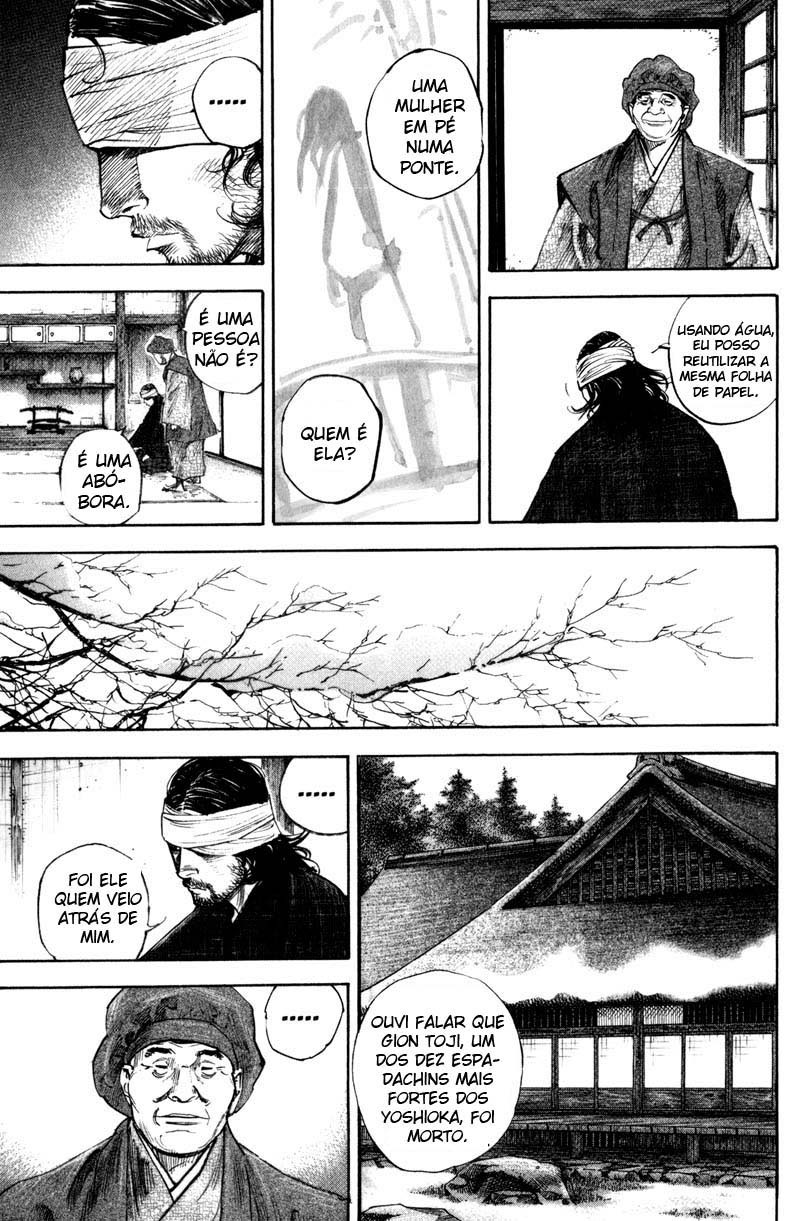 USANDO ÁGUA,
EU POSSO
REUTILIZAR A
MESMA FOLHA
DE PAPEL.
UMA
MULHER
EM PÉ
NUMA
PONTE.
QUEM É
ELA?
.....
É UMA
PESSOA
NÃO É?
É UMA
ABÓ-
BORA.
OUVI FALAR QUE
GION TOJI, UM
DOS DEZ ESPA-
DACHINS MAIS
FORTES DOS
YOSHIOKA, FOI
MORTO.
.....
FOI ELE
QUEM VEIO
ATRÁS DE
MIM.
.....